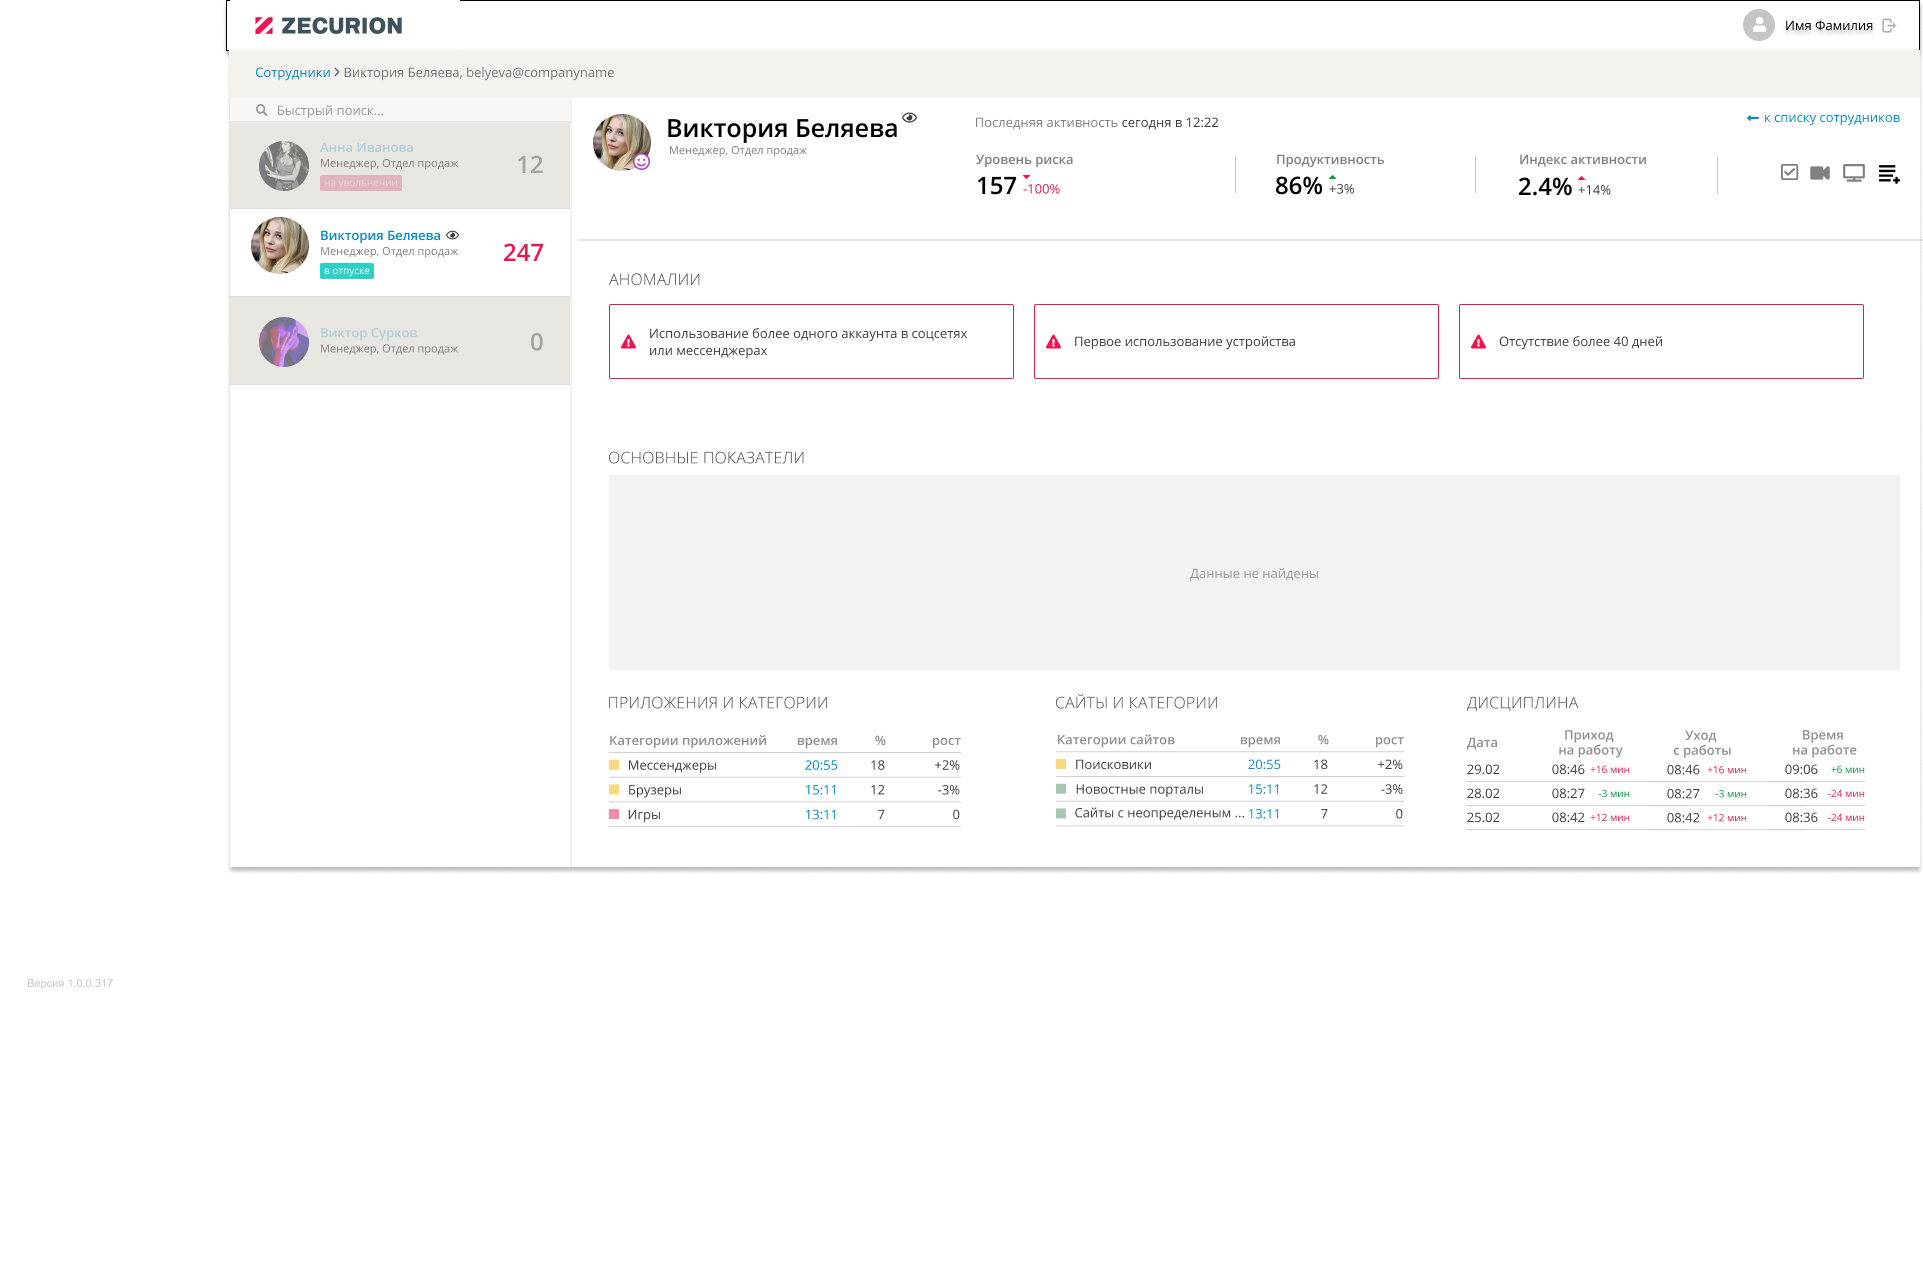 ZECURION
Имя Фамилия
Сотрудники > Виктория Беляева, belyeva@companyname
Быстрый поиск...
Анна Иванова
Менеджер, Отдел продаж
на увольнении
12
Виктория Беляева
Менеджер, Отдел продаж
в отпуске
247
Виктор Сурков
Менеджер, Отдел продаж
0
Виктория Беляева
Менеджер, Отдел продаж
Последняя активность сегодня в 12:22
к списку сотрудников
Уровень риска
157 -100%
Продуктивность
86% +3%
Индекс активности
2.4% +14%
АНОМАЛИИ
Использование более одного аккаунта в соцсетях
или мессенджерах
Первое использование устройства
Отсутствие более 40 дней
ОСНОВНЫЕ ПОКАЗАТЕЛИ
Данные не найдены
ПРИЛОЖЕНИЯ И КАТЕГОРИИ
Категории приложений время % рост
Мессенджеры 20:55 18 +2%
Брузеры 15:11 12 -3%
Игры 13:11 7 0
САЙТЫ И КАТЕГОРИИ
Категории сайтов время % рост
Поисковики 20:55 18 +2%
Новостные порталы 15:11 12 -3%
Сайты с неопределеным ... 13:11 7 0
ДИСЦИПЛИНА
Дата
Приход
на работу
Уход
с работы
Время
на работе
29.02 08:46 +16 мин 08:46 +16 мин 09:06 +6 мин
28.02 08:27 -3 мин 08:27 -3 мин 08:36 -24 мин
25.02 08:42 +12 мин 08:42 +12 мин 08:36 -24 мин
Версия 1.0.0.317